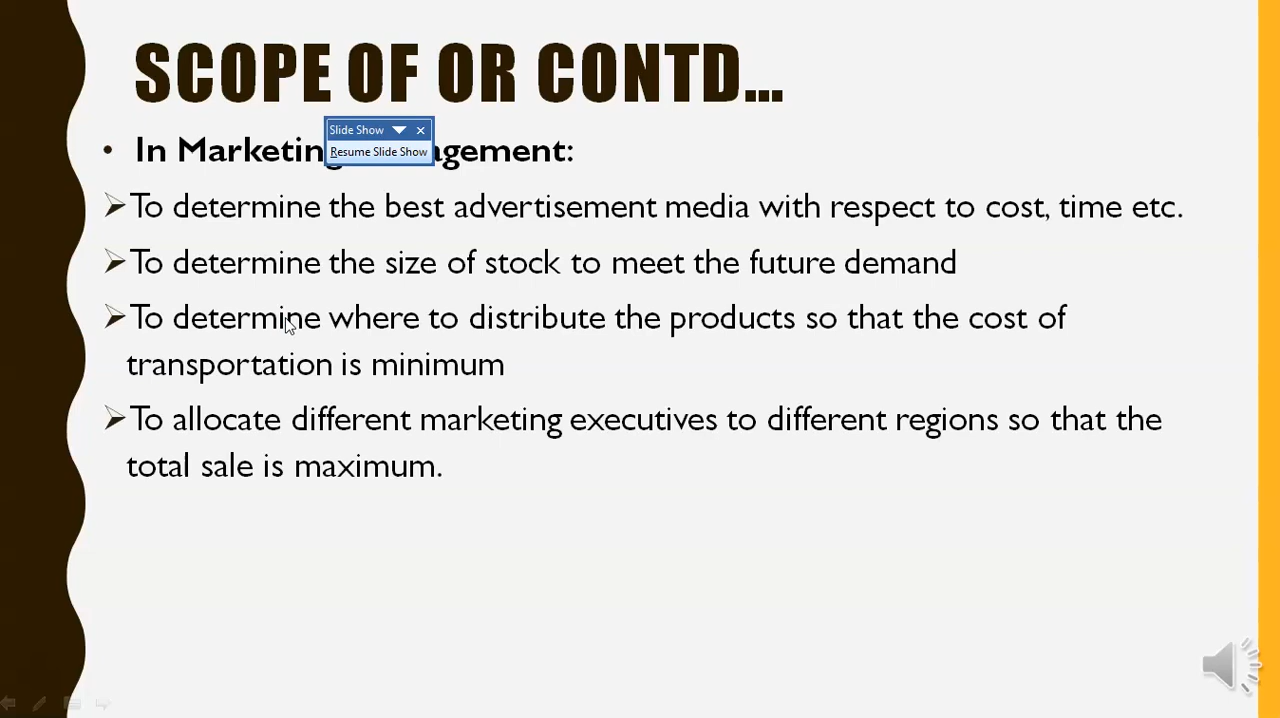 SCOPE OF OR CONTD...
Slide Show
• In Marketing agement:
Resume Slide Show
To determine the best advertisement media with respect to cost, time etc.
To determine the size of stock to meet the future demand
To determine where to distribute the products so that the cost of
transportation is minimum
To allocate different marketing executives to different regions so that the
total sale is maximum.